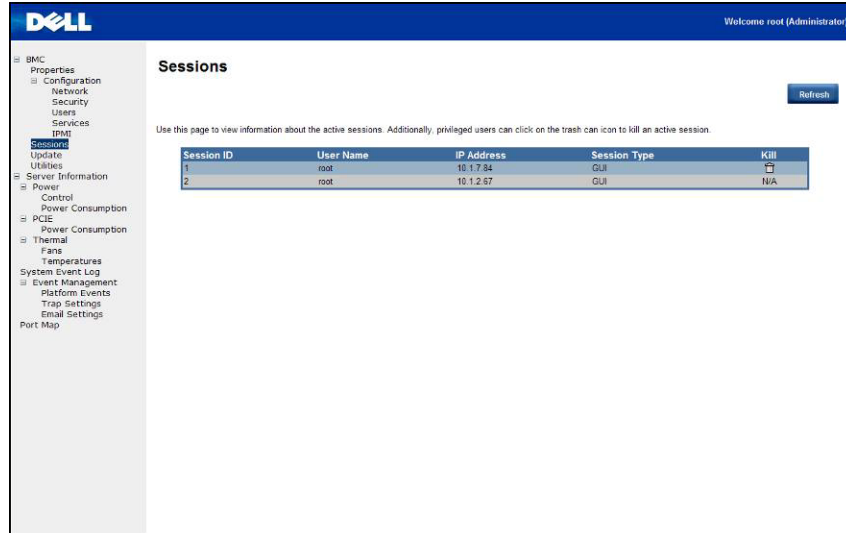 DELL
Welcome root (Administrator)
BMC
Properties
Configuration
Network
Security
Users
Services
IPMI
Sessions
Update
Utilities
Server Information
Power
Control
Power Consumption
PCIE
Power Consumption
Thermal
Fans
Temperatures
System Event Log
Event Management
Platform Events
Trap Settings
Email Settings
Port Map
Sessions
Refresh
Use this page to view information about the active sessions. Additionally, privileged users can click on the trash can icon to kill an active session.
Session ID User Name IP Address Session Type Kill
1 root 10.1.7.84 GUI
2 root 10.1.2.67 GUI N/A